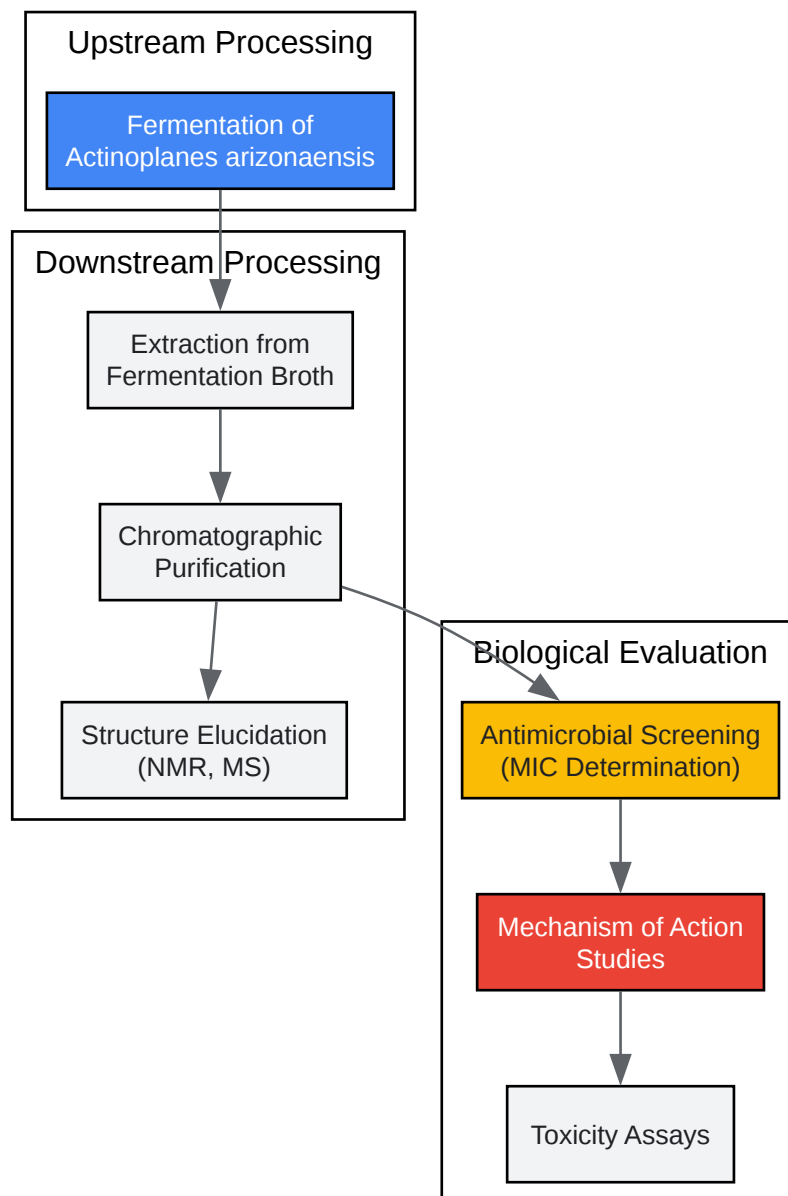 Upstream Processing
Fermentation of
Actinoplanes arizonaensis
Downstream Processing
Extraction from
Fermentation Broth
Chromatographic
Purification
Structure Elucidation
(NMR, MS)
Biological Evaluation
Antimicrobial Screening
(MIC Determination)
Mechanism of Action
Studies
Toxicity Assays